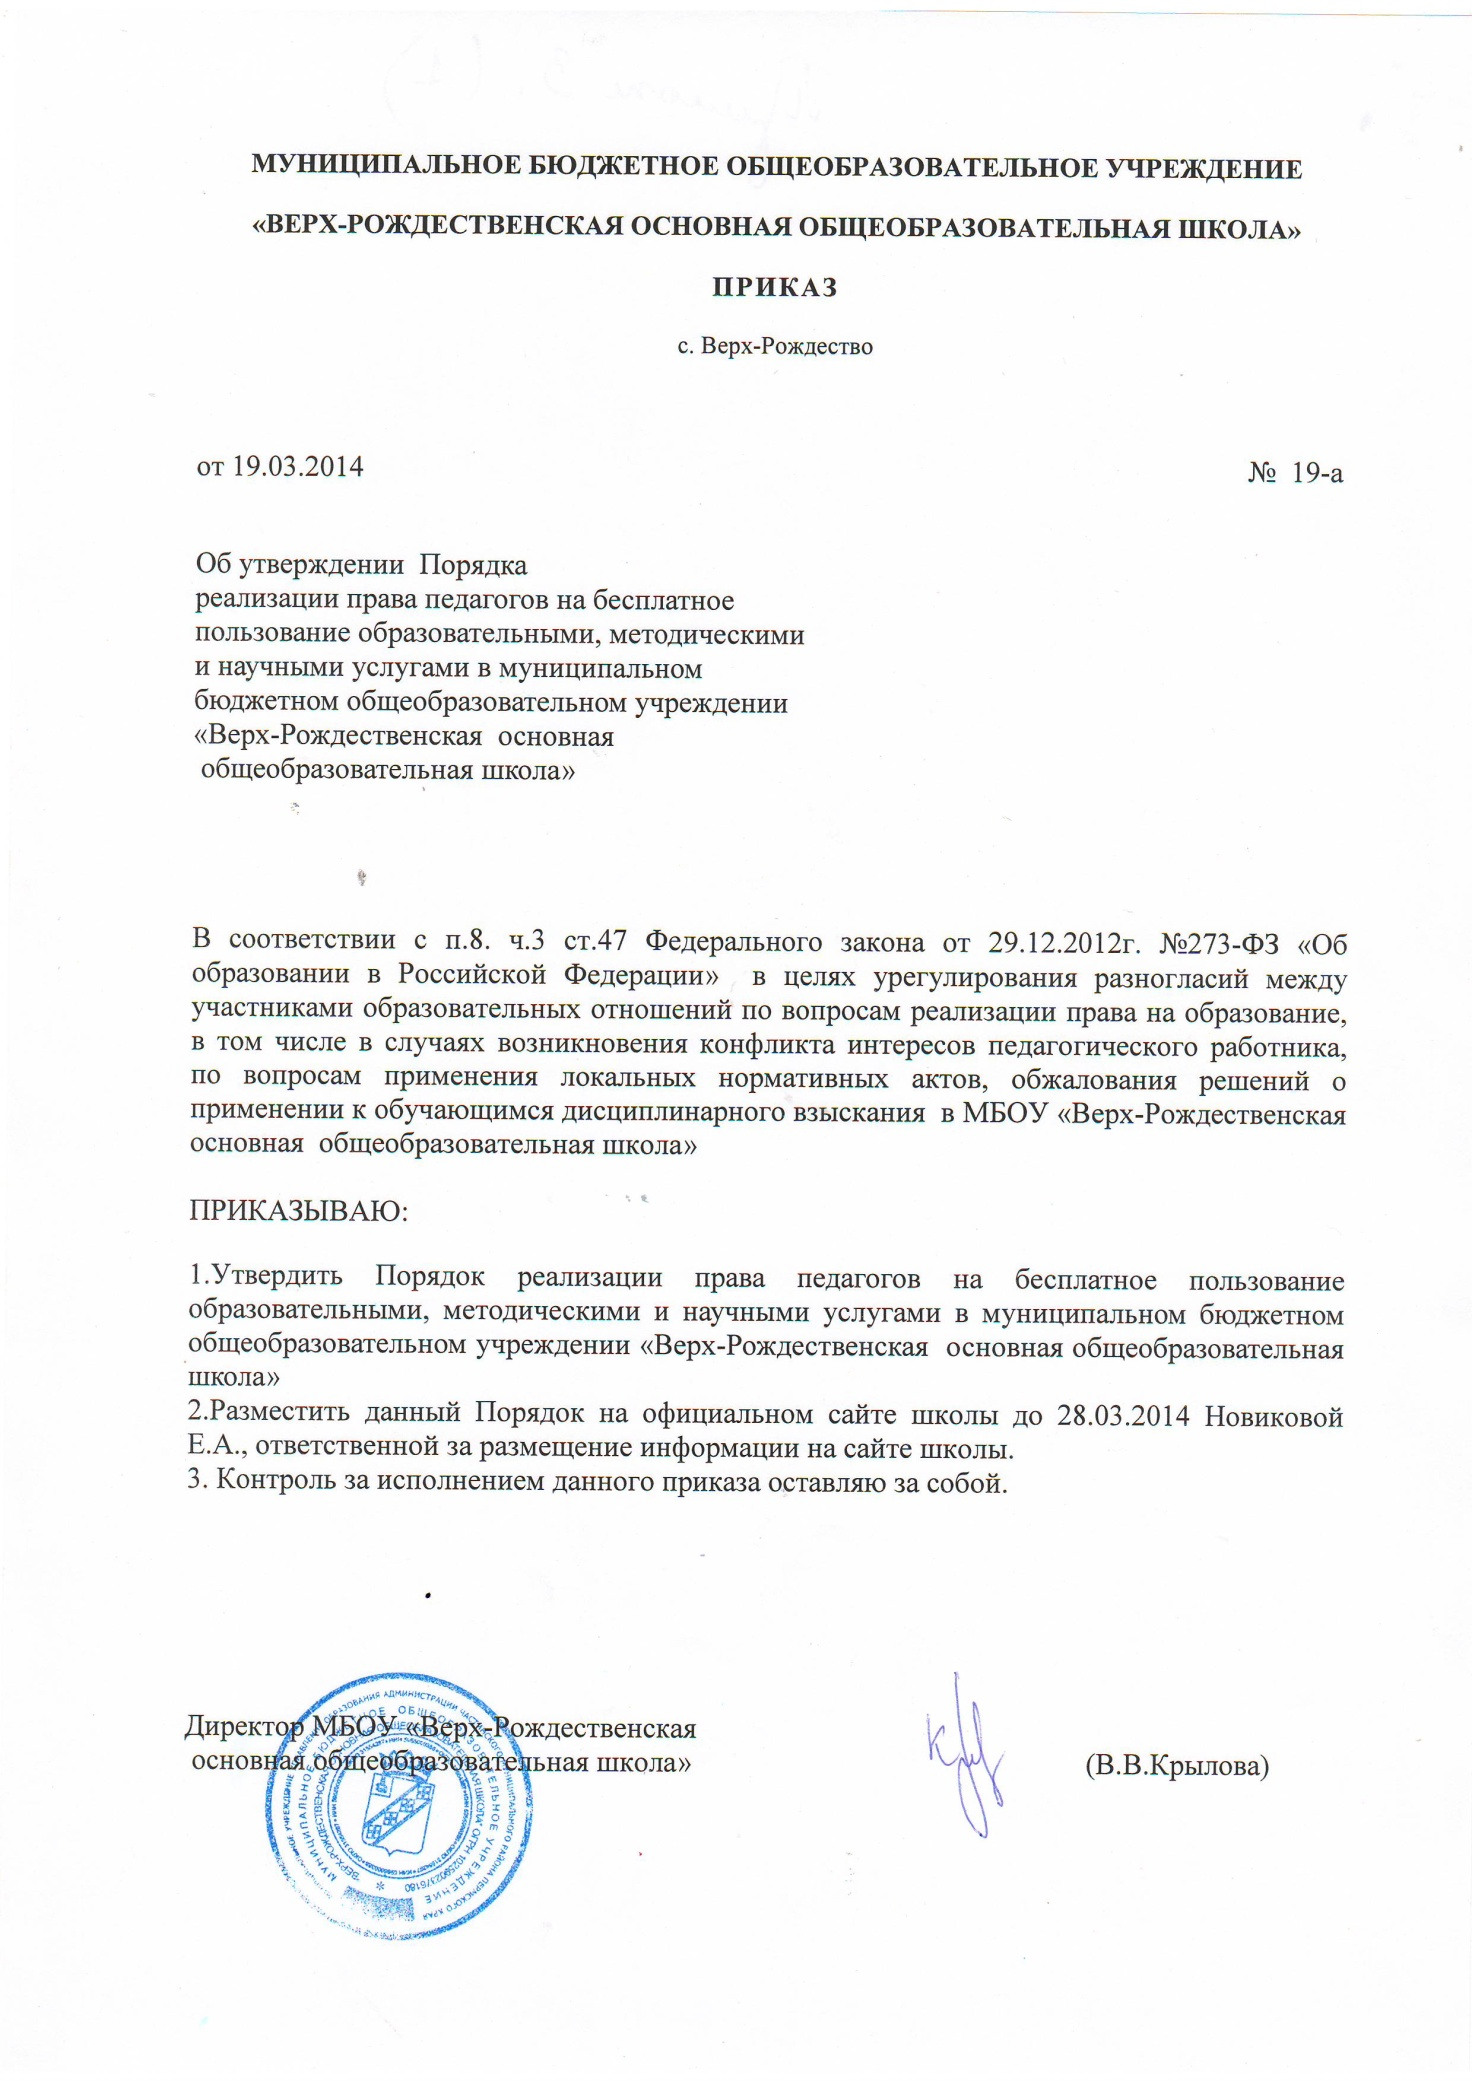 МУНИЦИПАЛЬНОЕ БЮДЖЕТНОЕ ОБЩЕОБРАЗОВАТЕЛЬНОЕ УЧРЕЖДЕНИЕ
«ВЕРХ-РОЖДЕСТВЕНСКАЯ ОСНОВНАЯ ОБЩЕОБРАЗОВАТЕЛЬНАЯ ШКОЛА»
ПРИКАЗ
с. Верх-Рождество
от 19.03.2014 № 19-а
Об утверждении Порядка
реализации права педагогов на бесплатное
пользование образовательными, методическими
и научными услугами в муниципальном
бюджетном общеобразовательном учреждении
«Верх-Рождественская основная
общеобразовательная школа»
В соответствии с п.8. ч.3 ст.47 Федерального закона от 29.12.2012г. №273-ФЗ «Об
образовании в Российской Федерации» в целях урегулирования разногласий между
участниками образовательных отношений по вопросам реализации права на образование,
в том числе в случаях возникновения конфликта интересов педагогического работника,
по вопросам применения локальных нормативных актов, обжалования решений о
применении к обучающимся дисциплинарного взыскания в МБОУ «Верх-Рождественская
основная общеобразовательная школа»
ПРИКАЗЫВАЮ:
1.Утвердить Порядок реализации права педагогов на бесплатное пользование
образовательными, методическими и научными услугами в муниципальном бюджетном
общеобразовательном учреждении «Верх-Рождественская основная общеобразовательная
школа»
2.Разместить данный Порядок на официальном сайте школы до 28.03.2014 Новиковой
Е.А., ответственной за размещение информации на сайте школы.
3. Контроль за исполнением данного приказа оставляю за собой.
Директор МБОУ «Верх-Рождественская
основная общеобразовательная школа» (В.В.Крылова)
МУНИЦИПАЛЬНОЕ БЮДЖЕТНОЕ ОБЩЕОБРАЗОВАТЕЛЬНОЕ УЧРЕЖДЕНИЕ